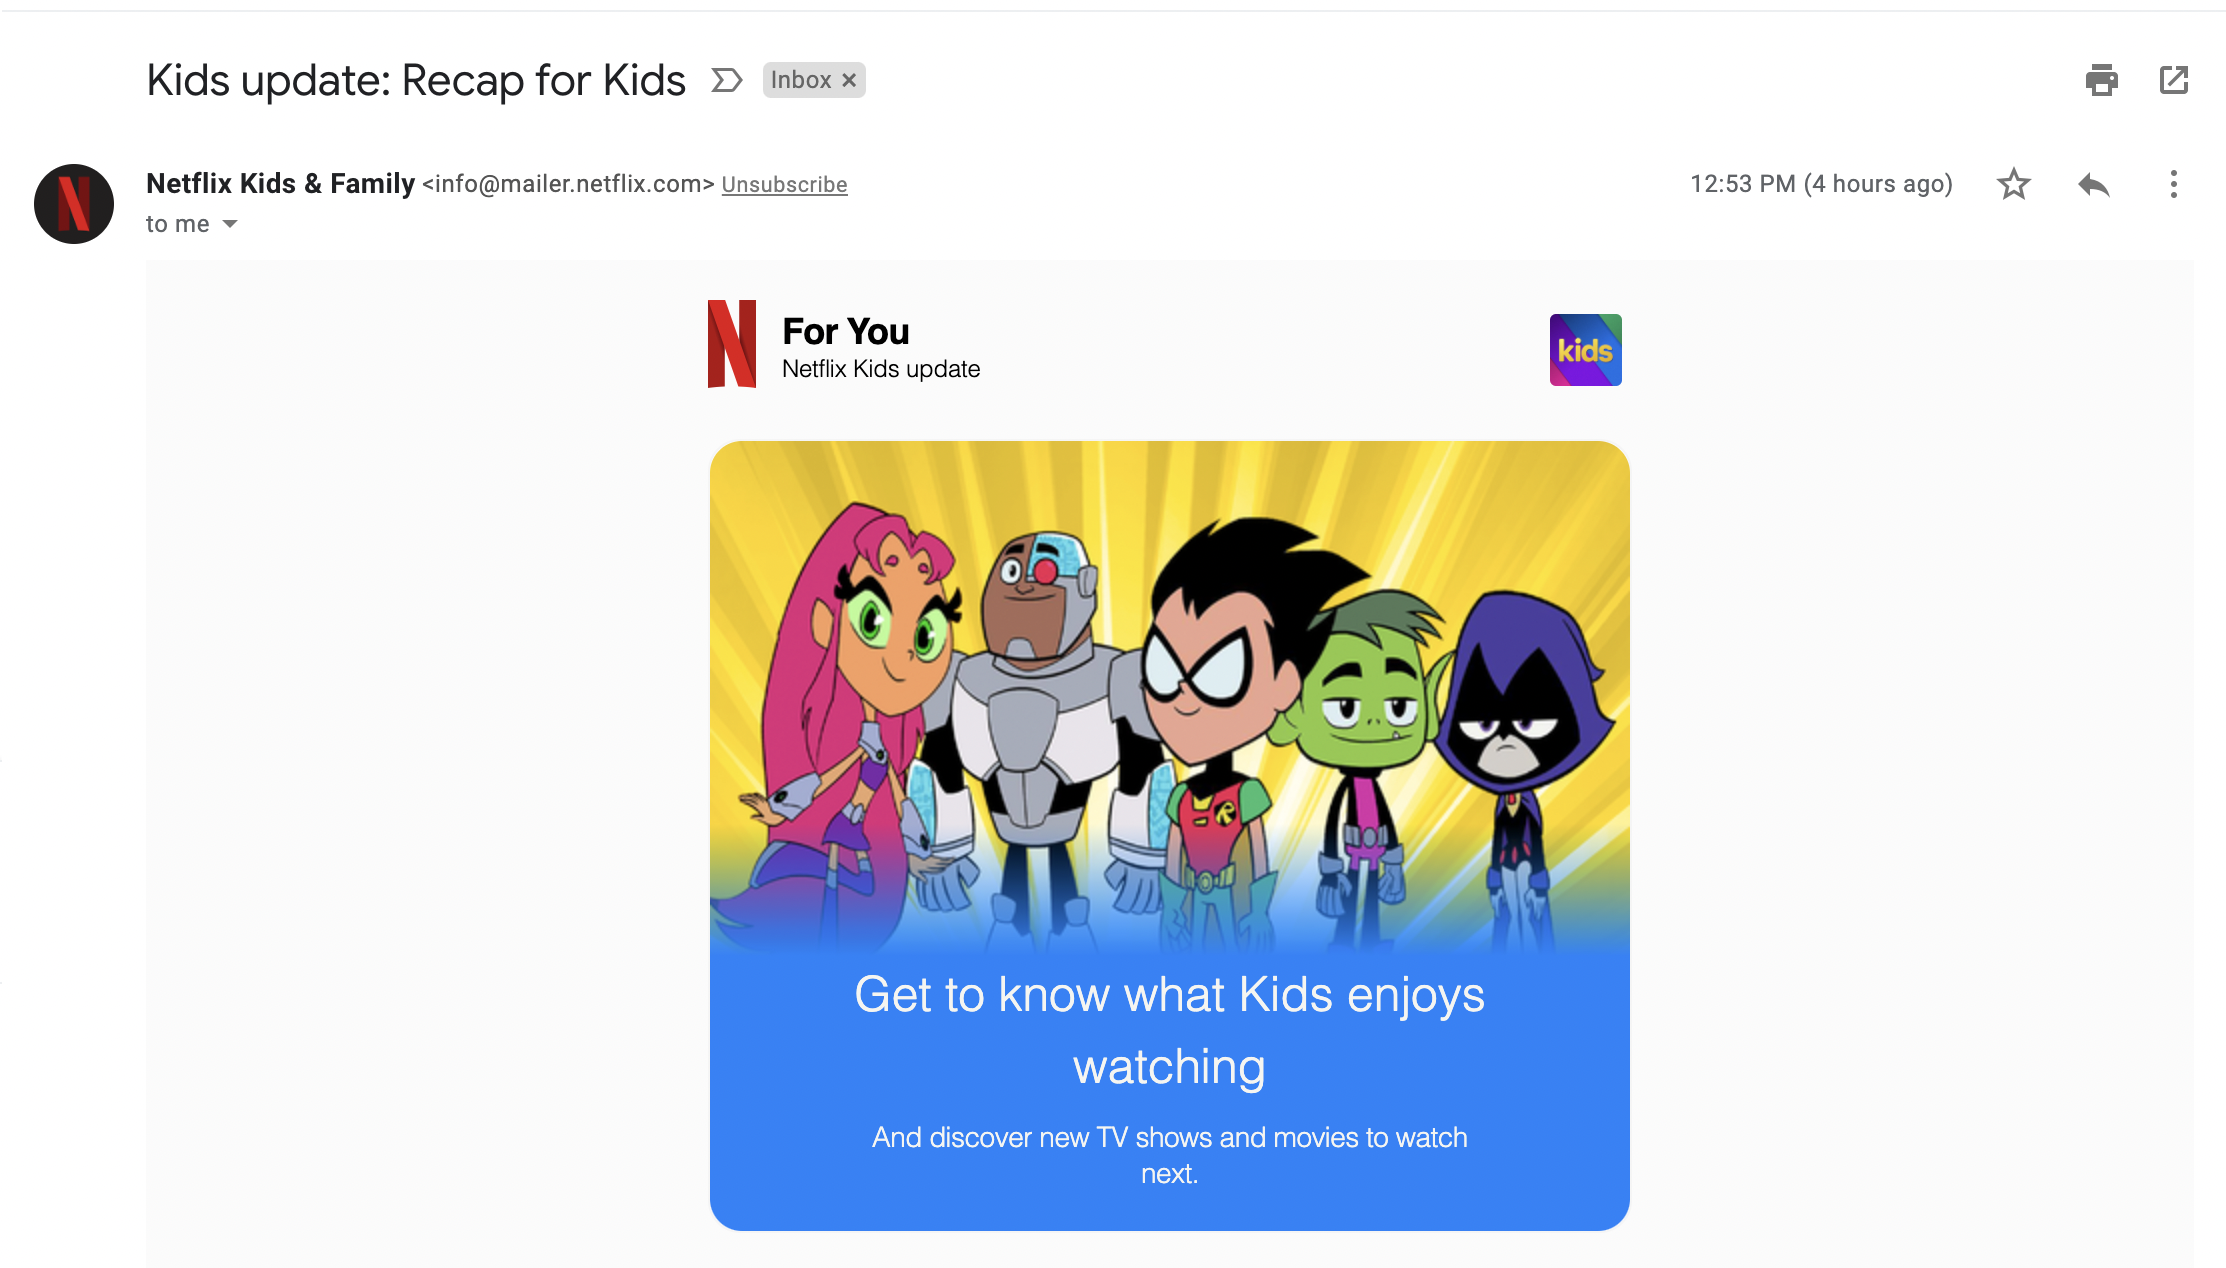 Kids update: Recap for Kids Inbox ×
Netflix Kids & Family <info@mailer.netflix.com> Unsubscribe 12:53 PM (4 hours ago)
to me
N
N For You
Netflix Kids update
kids
R
Get to know what Kids enjoys
watching
And discover new TV shows and movies to watch
next.